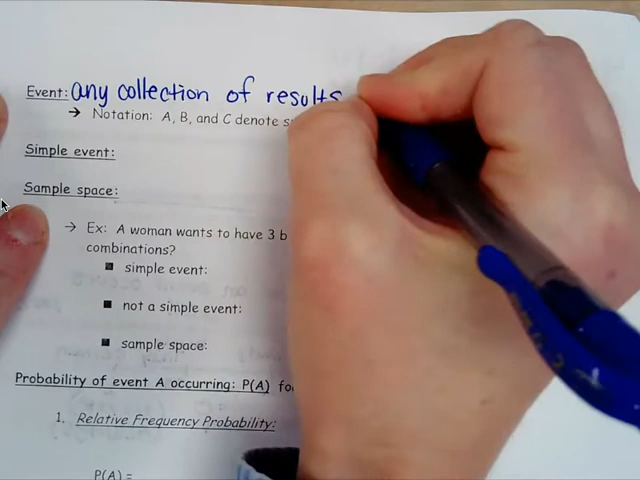 Event: any collection of results
→ Notation: A, B, and C denote
Simple event:
Sample space:
→ Ex: A woman wants to have 3
combinations?
■ simple event:
■ not a simple event:
■ sample space:
Probability of event A occurring: P(A)
1. Relative Frequency Probability:
P(A) =